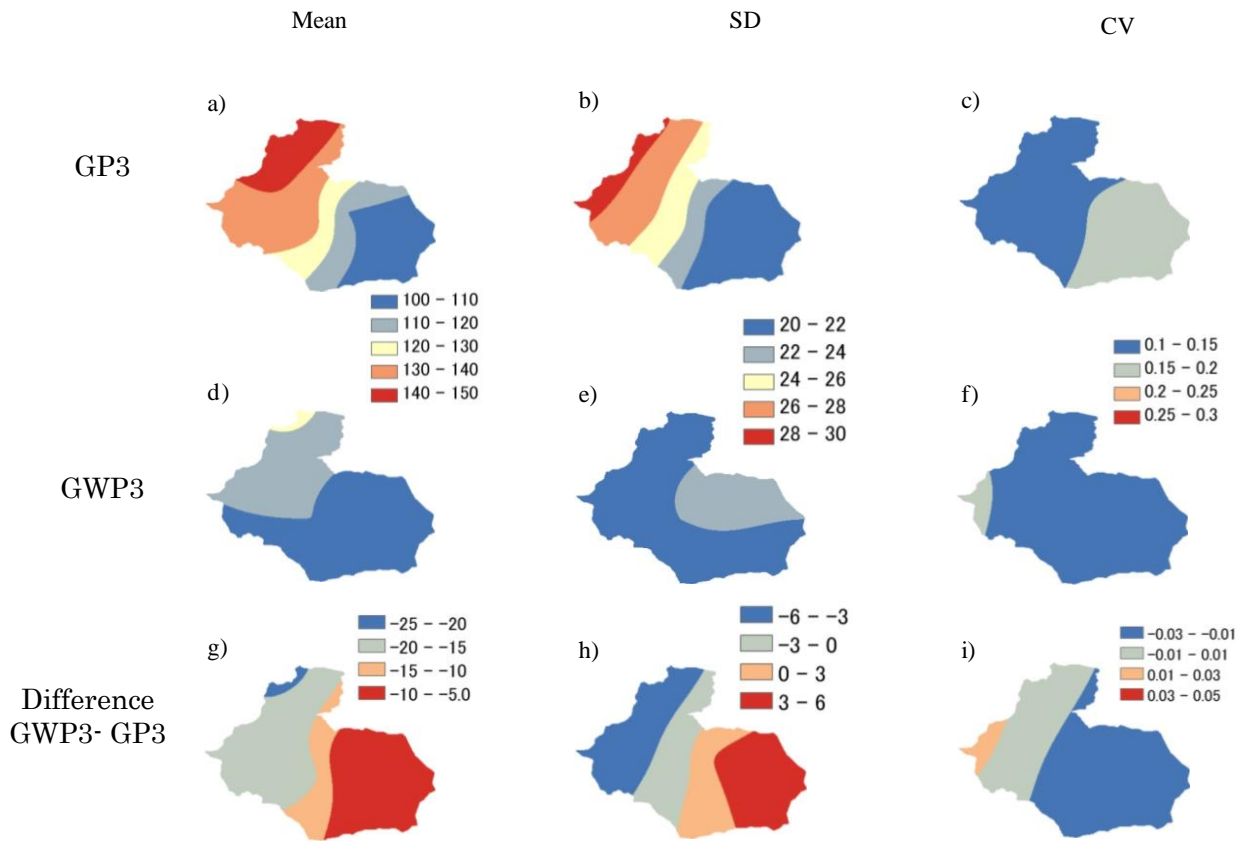 Mean
SD
CV
a)
b)
c)
GP3
100 - 110
110 - 120
120 - 130
130 - 140
140 - 150
20 - 22
22 - 24
24 - 26
26 - 28
28 - 30
0.1 - 0.15
0.15 - 0.2
0.2 - 0.25
0.25 - 0.3
d)
e)
f)
GWP3
-25 - -20
-20 - -15
-15 - -10
-10 - -5.0
-6 - -3
-3 - 0
0 - 3
3 - 6
-0.03 - -0.01
-0.01 - 0.01
0.01 - 0.03
0.03 - 0.05
g)
h)
i)
Difference
GWP3- GP3